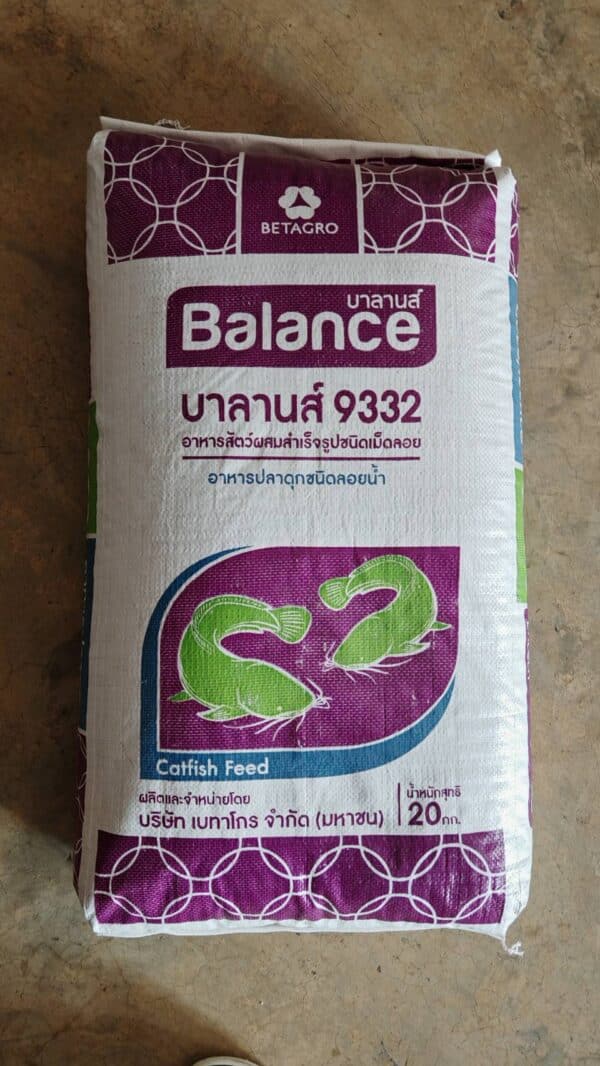 BETAGRO
บาลานส์
Balance
บาลานส์ 9332
อาหารสัตว์ผสมสำเร็จรูปชนิดเม็ดลอย
อาหารปลาดุกชนิดลอยน้ำ
Catfish Feed
ผลิตและจำหน่ายโดย
บริษัท เบทาโกร จำกัด (มหาชน)
น้ำหนักสุทธิ
20 กก.